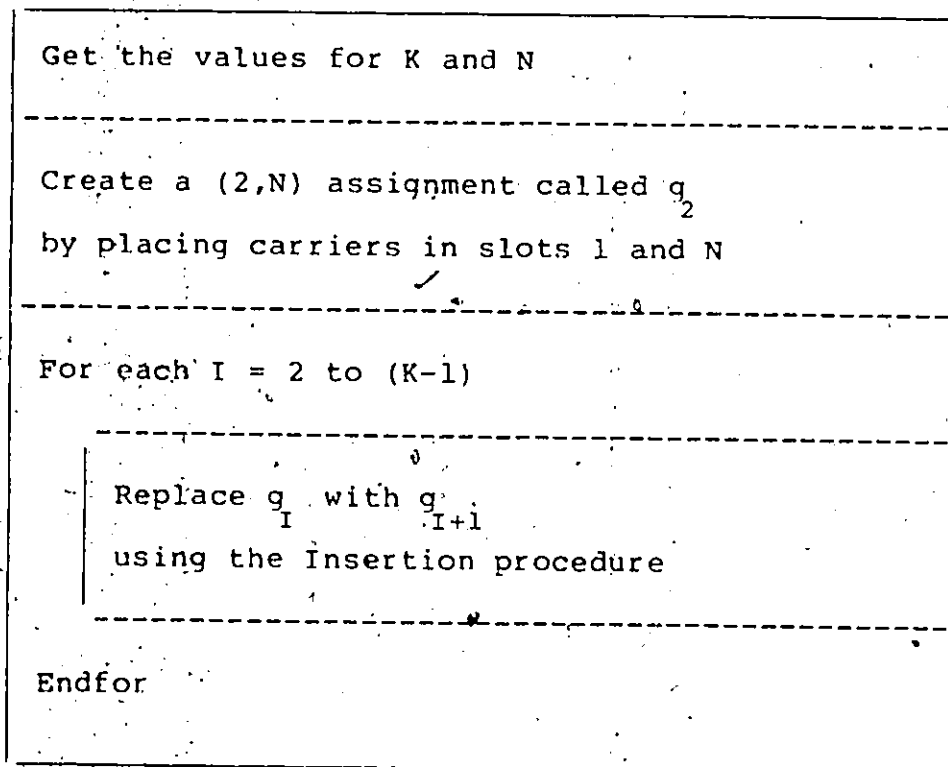 Get the values for K and N
Create a (2,N) assignment called g2
by placing carriers in slots 1 and N
For each I = 2 to (K-1)
Replace gI with gI+1
using the Insertion procedure
Endfor